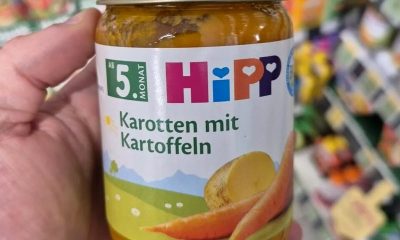 AB
5.
MONAT
HiPP
Karotten mit
Kartoffeln